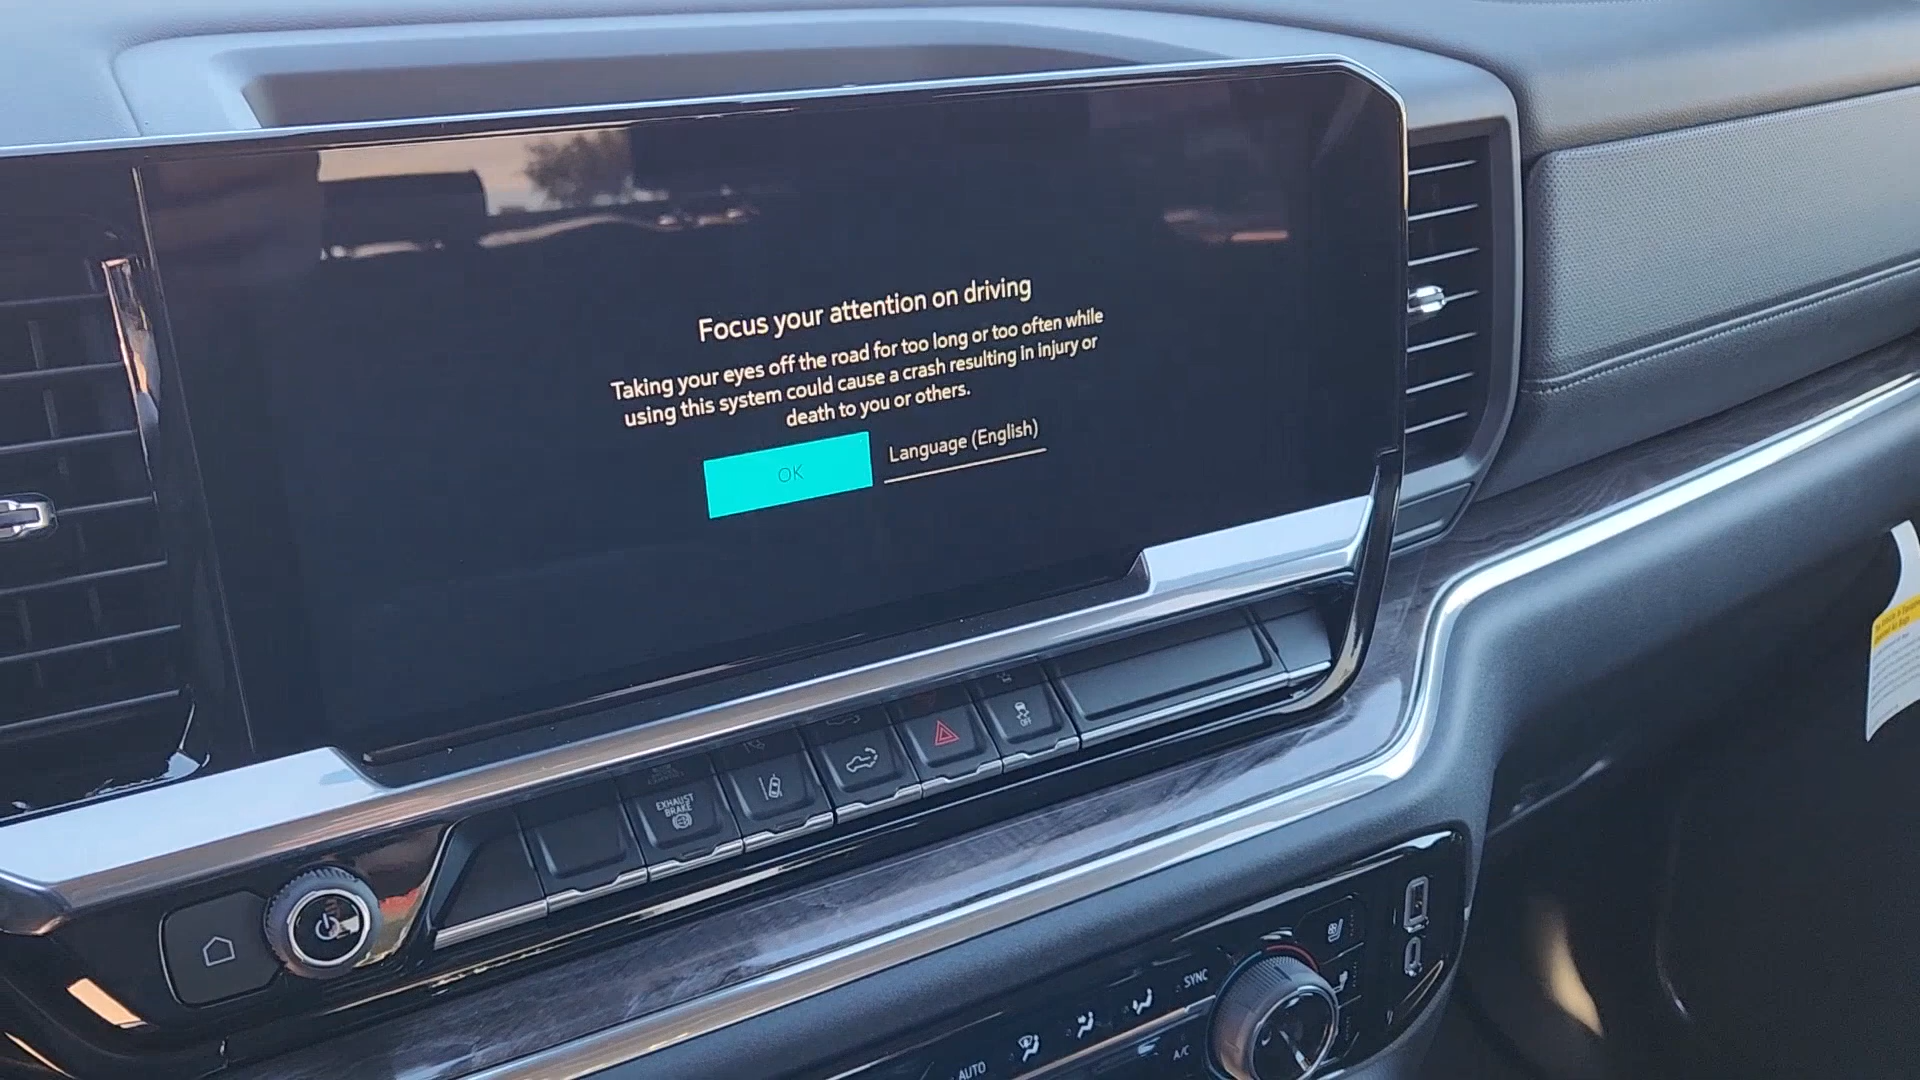 Focus your attention on driving
Taking your eyes off the road for too long or too often while
using this system could cause a crash resulting in injury or
death to you or others.
OK
Language (English)
EXHAUST
BRAKE
OFF
SYNC
A/C
AUTO